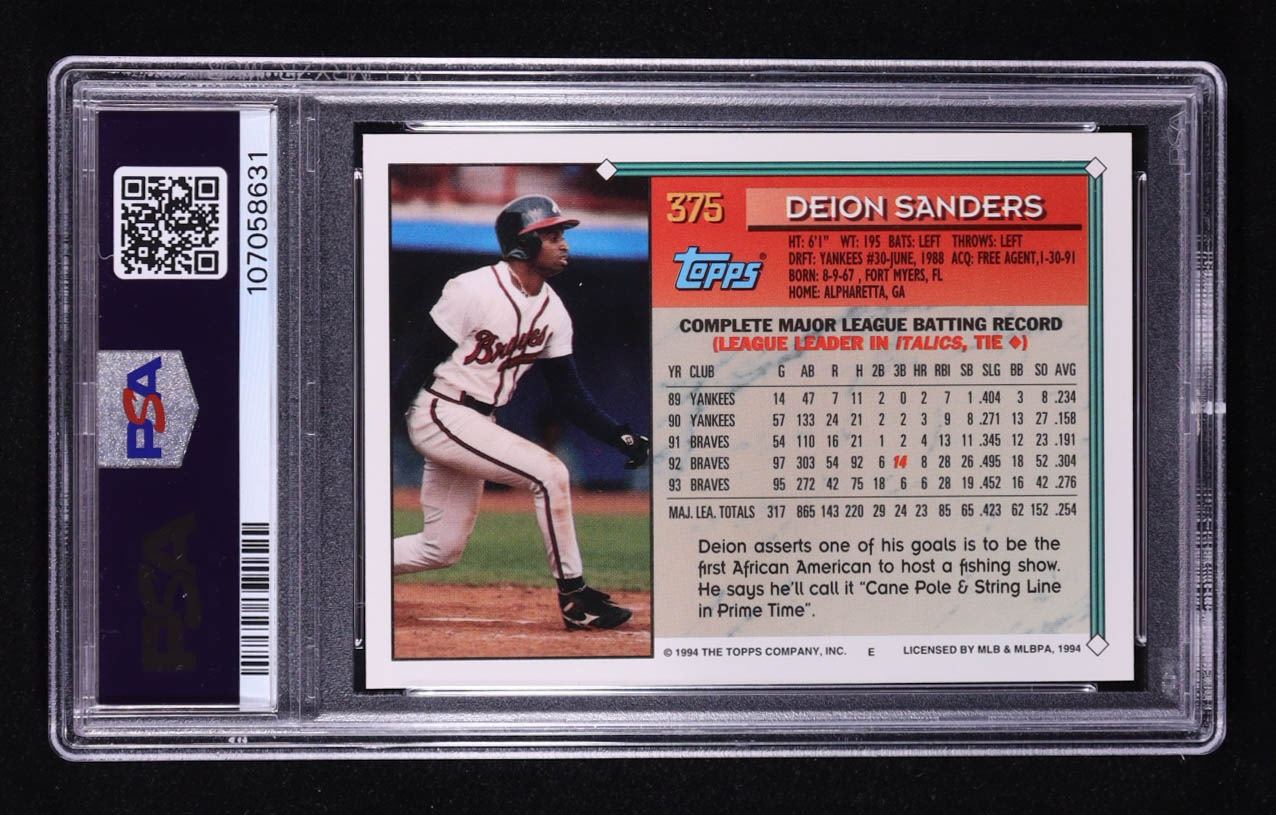 107058631
PSA
PSA
Braves
375
DEION SANDERS
TOPPS®
HT: 6'1" WT: 195 BATS: LEFT THROWS: LEFT
DRFT: YANKEES #30-JUNE, 1988 ACQ: FREE AGENT,1-30-91
BORN: 8-9-67 , FORT MYERS, FL
HOME: ALPHARETTA, GA
COMPLETE MAJOR LEAGUE BATTING RECORD
(LEAGUE LEADER IN ITALICS, TIE ♦)
YR CLUB G AB R H 2B 3B HR RBI SB SLG BB SO AVG
89 YANKEES 14 47 7 11 2 0 2 7 1 .404 3 8 .234
90 YANKEES 57 133 24 21 2 2 3 9 8 .271 13 27 .158
91 BRAVES 54 110 16 21 1 2 4 13 11 .345 12 23 .191
92 BRAVES 97 303 54 92 6 14 8 28 26 .495 18 52 .304
93 BRAVES 95 272 42 75 18 6 6 28 19 .452 16 42 .276
MAJ. LEA. TOTALS 317 865 143 220 29 24 23 85 65 .423 62 152 .254
Deion asserts one of his goals is to be the
first African American to host a fishing show.
He says he'll call it "Cane Pole & String Line
in Prime Time".
© 1994 THE TOPPS COMPANY, INC. E LICENSED BY MLB & MLBPA, 1994